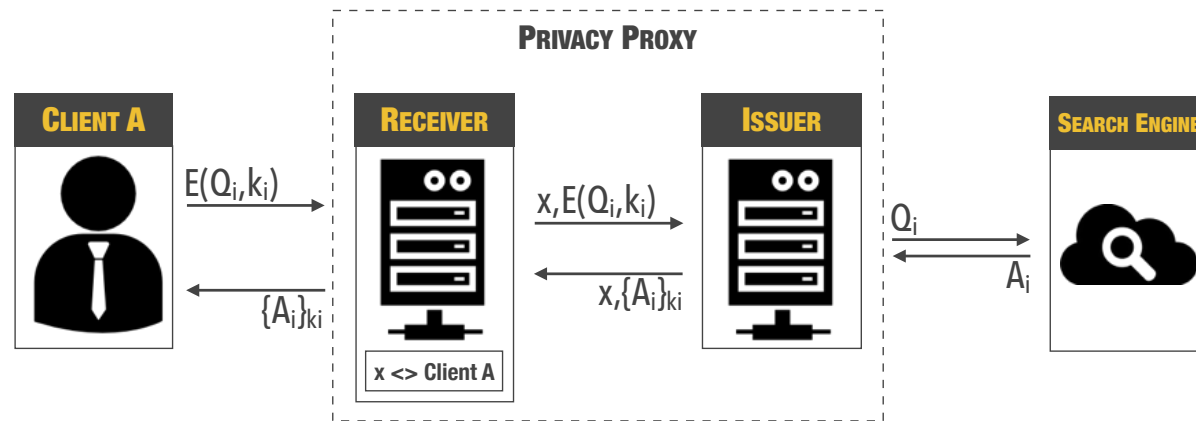 PRIVACY PROXY
CLIENT A
RECEIVER
ISSUER
SEARCH ENGINE
E(Qi,ki)
x,E(Qi,ki)
Qi
Ai
{Ai}ki
x,{Ai}ki
x <> Client A